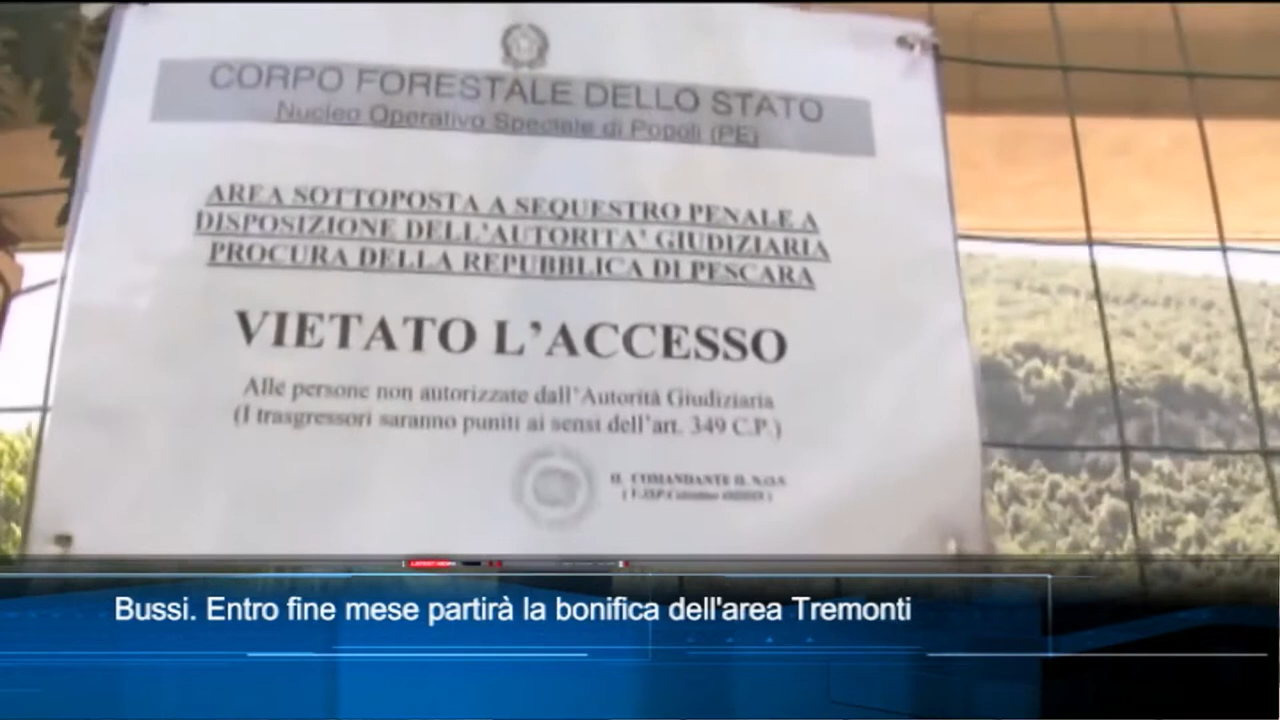 CORPO FORESTALE DELLO STATO
Nucleo Operativo Speciale di Popoli (PE)
AREA SOTTOPOSTA A SEQUESTRO PENALE A
DISPOSIZIONE DELL'AUTORITA' GIUDIZIARIA
PROCURA DELLA REPUBBLICA DI PESCARA
VIETATO L'ACCESSO
Alle persone non autorizzate dall'Autorità Giudiziaria
(I trasgressori saranno puniti ai sensi dell'art. 349 C.P.)
IL COMANDANTE IL N.O.S
LATEST NEWS
Bussi. Entro fine mese partirà la bonifica dell'area Tremonti